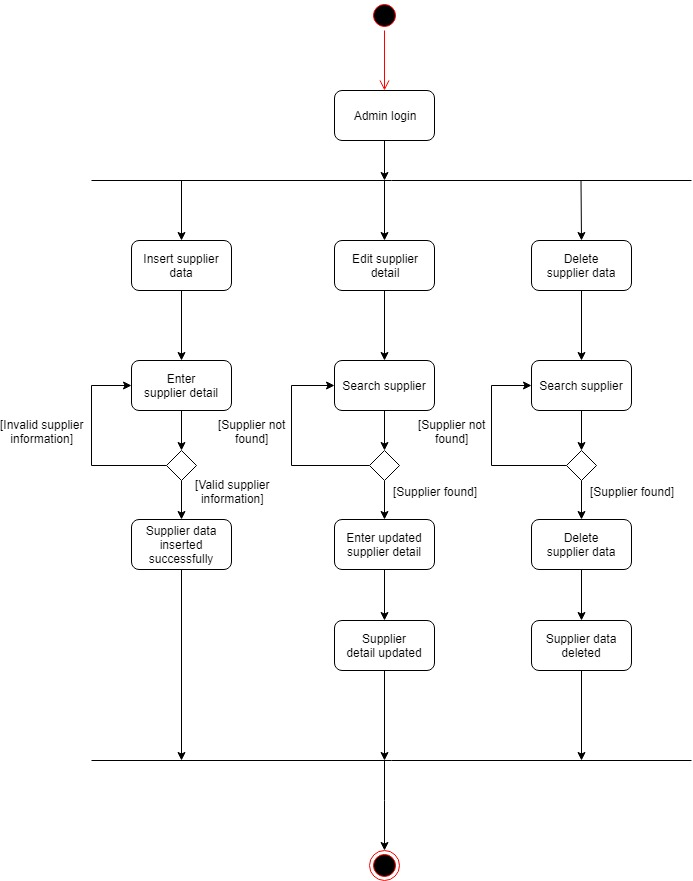 Admin login
Insert supplier
data
Edit supplier
detail
Delete
supplier data
Enter
supplier detail
Search supplier
Search supplier
[Invalid supplier
information]
[Supplier not
found]
[Supplier not
found]
[Valid supplier
information]
[Supplier found]
[Supplier found]
Supplier data
inserted
successfully
Enter updated
supplier detail
Delete
supplier data
Supplier
detail updated
Supplier data
deleted